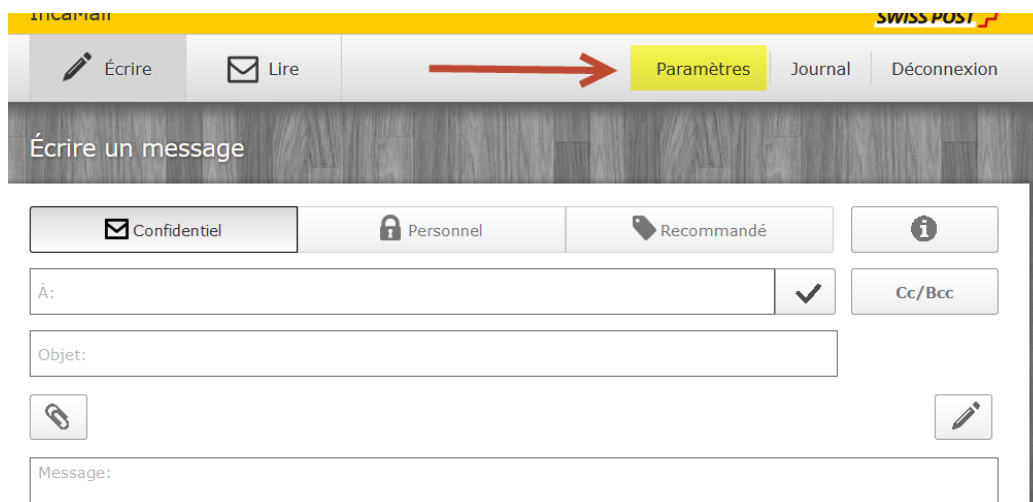 IncaMail
SWISS POST
Écrire
Lire
Paramètres
Journal
Déconnexion
Écrire un message
Confidentiel
Personnel
Recommandé
À:
Cc/Bcc
Objet:
Message: